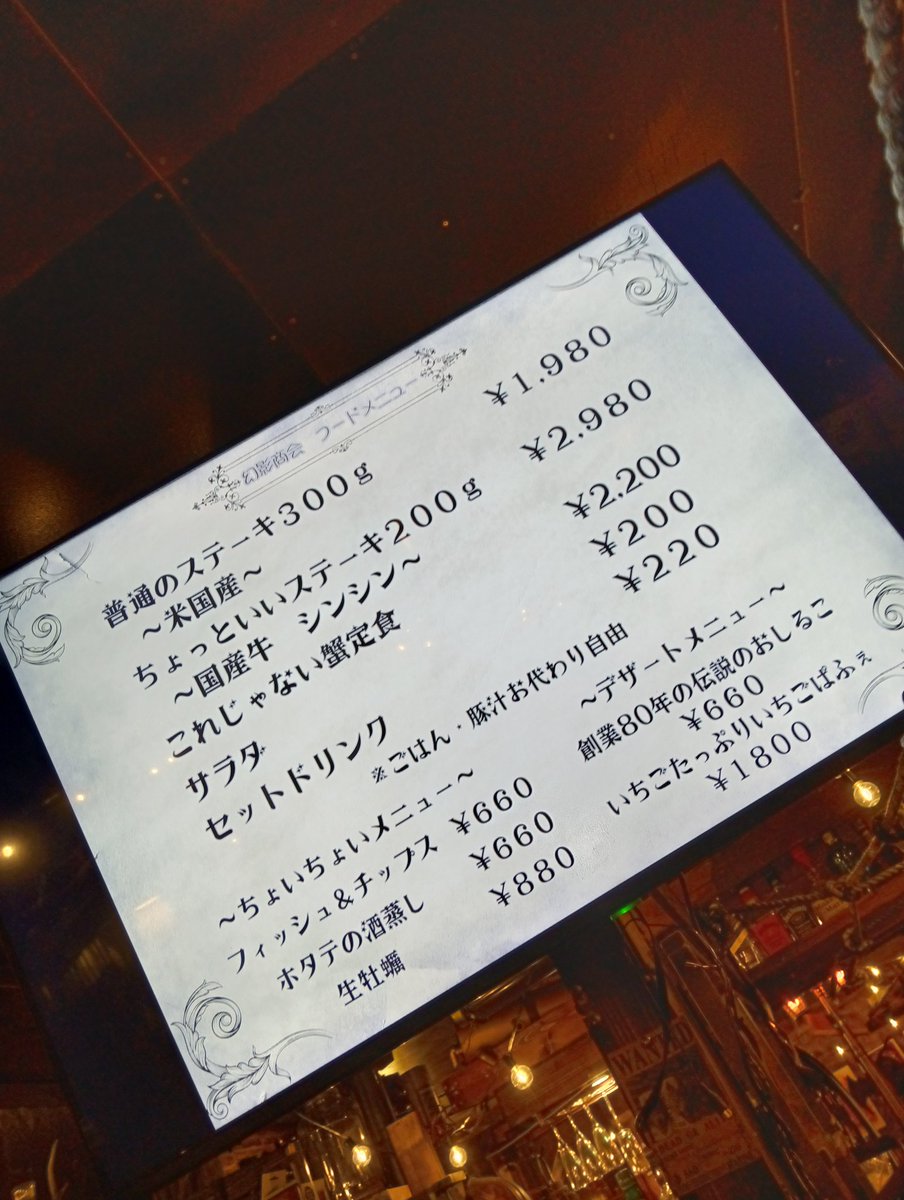 幻影商会　フードメニュー
普通のステーキ300g ¥1,980
～米国産～
ちょっといいステーキ200g ¥2,980
～国産牛　シンシン～
これじゃない蟹定食 ¥2,200
サラダ ¥200
セットドリンク ¥220
※ごはん・豚汁お代わり自由
～ちょいちょいメニュー～
フィッシュ&チップス ¥660
ホタテの酒蒸し ¥660
生牡蠣 ¥880
～デザートメニュー～
創業80年の伝説のおしるこ
¥660
いちごたっぷりいちごぱふぇ
¥1800
WANTED